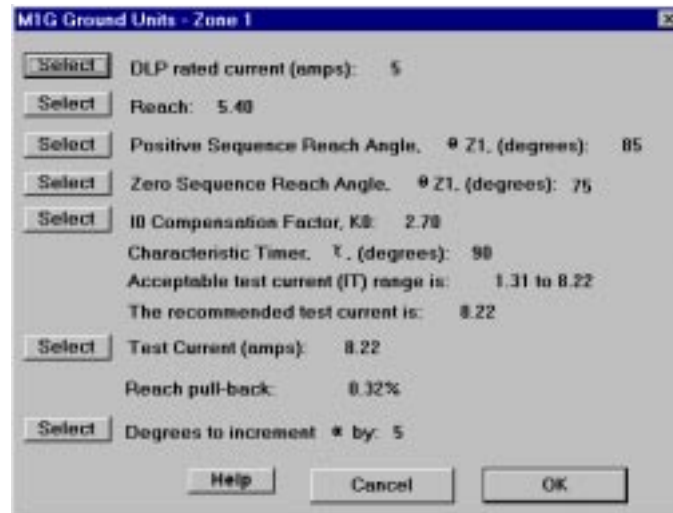 M1G Ground Units - Zone 1
Select DLP rated current (amps): 5
Select Reach: 5.40
Select Positive Sequence Reach Angle, θ Z1, (degrees): 85
Select Zero Sequence Reach Angle, θ Z1, (degrees): 75
Select I0 Compensation Factor, K0: 2.70
Characteristic Timer, τ, (degrees): 90
Acceptable test current (IT) range is: 1.31 to 8.22
The recommended test current is: 8.22
Select Test Current (amps): 8.22
Reach pull-back: 0.32%
Select Degrees to increment by: 5
Help Cancel OK